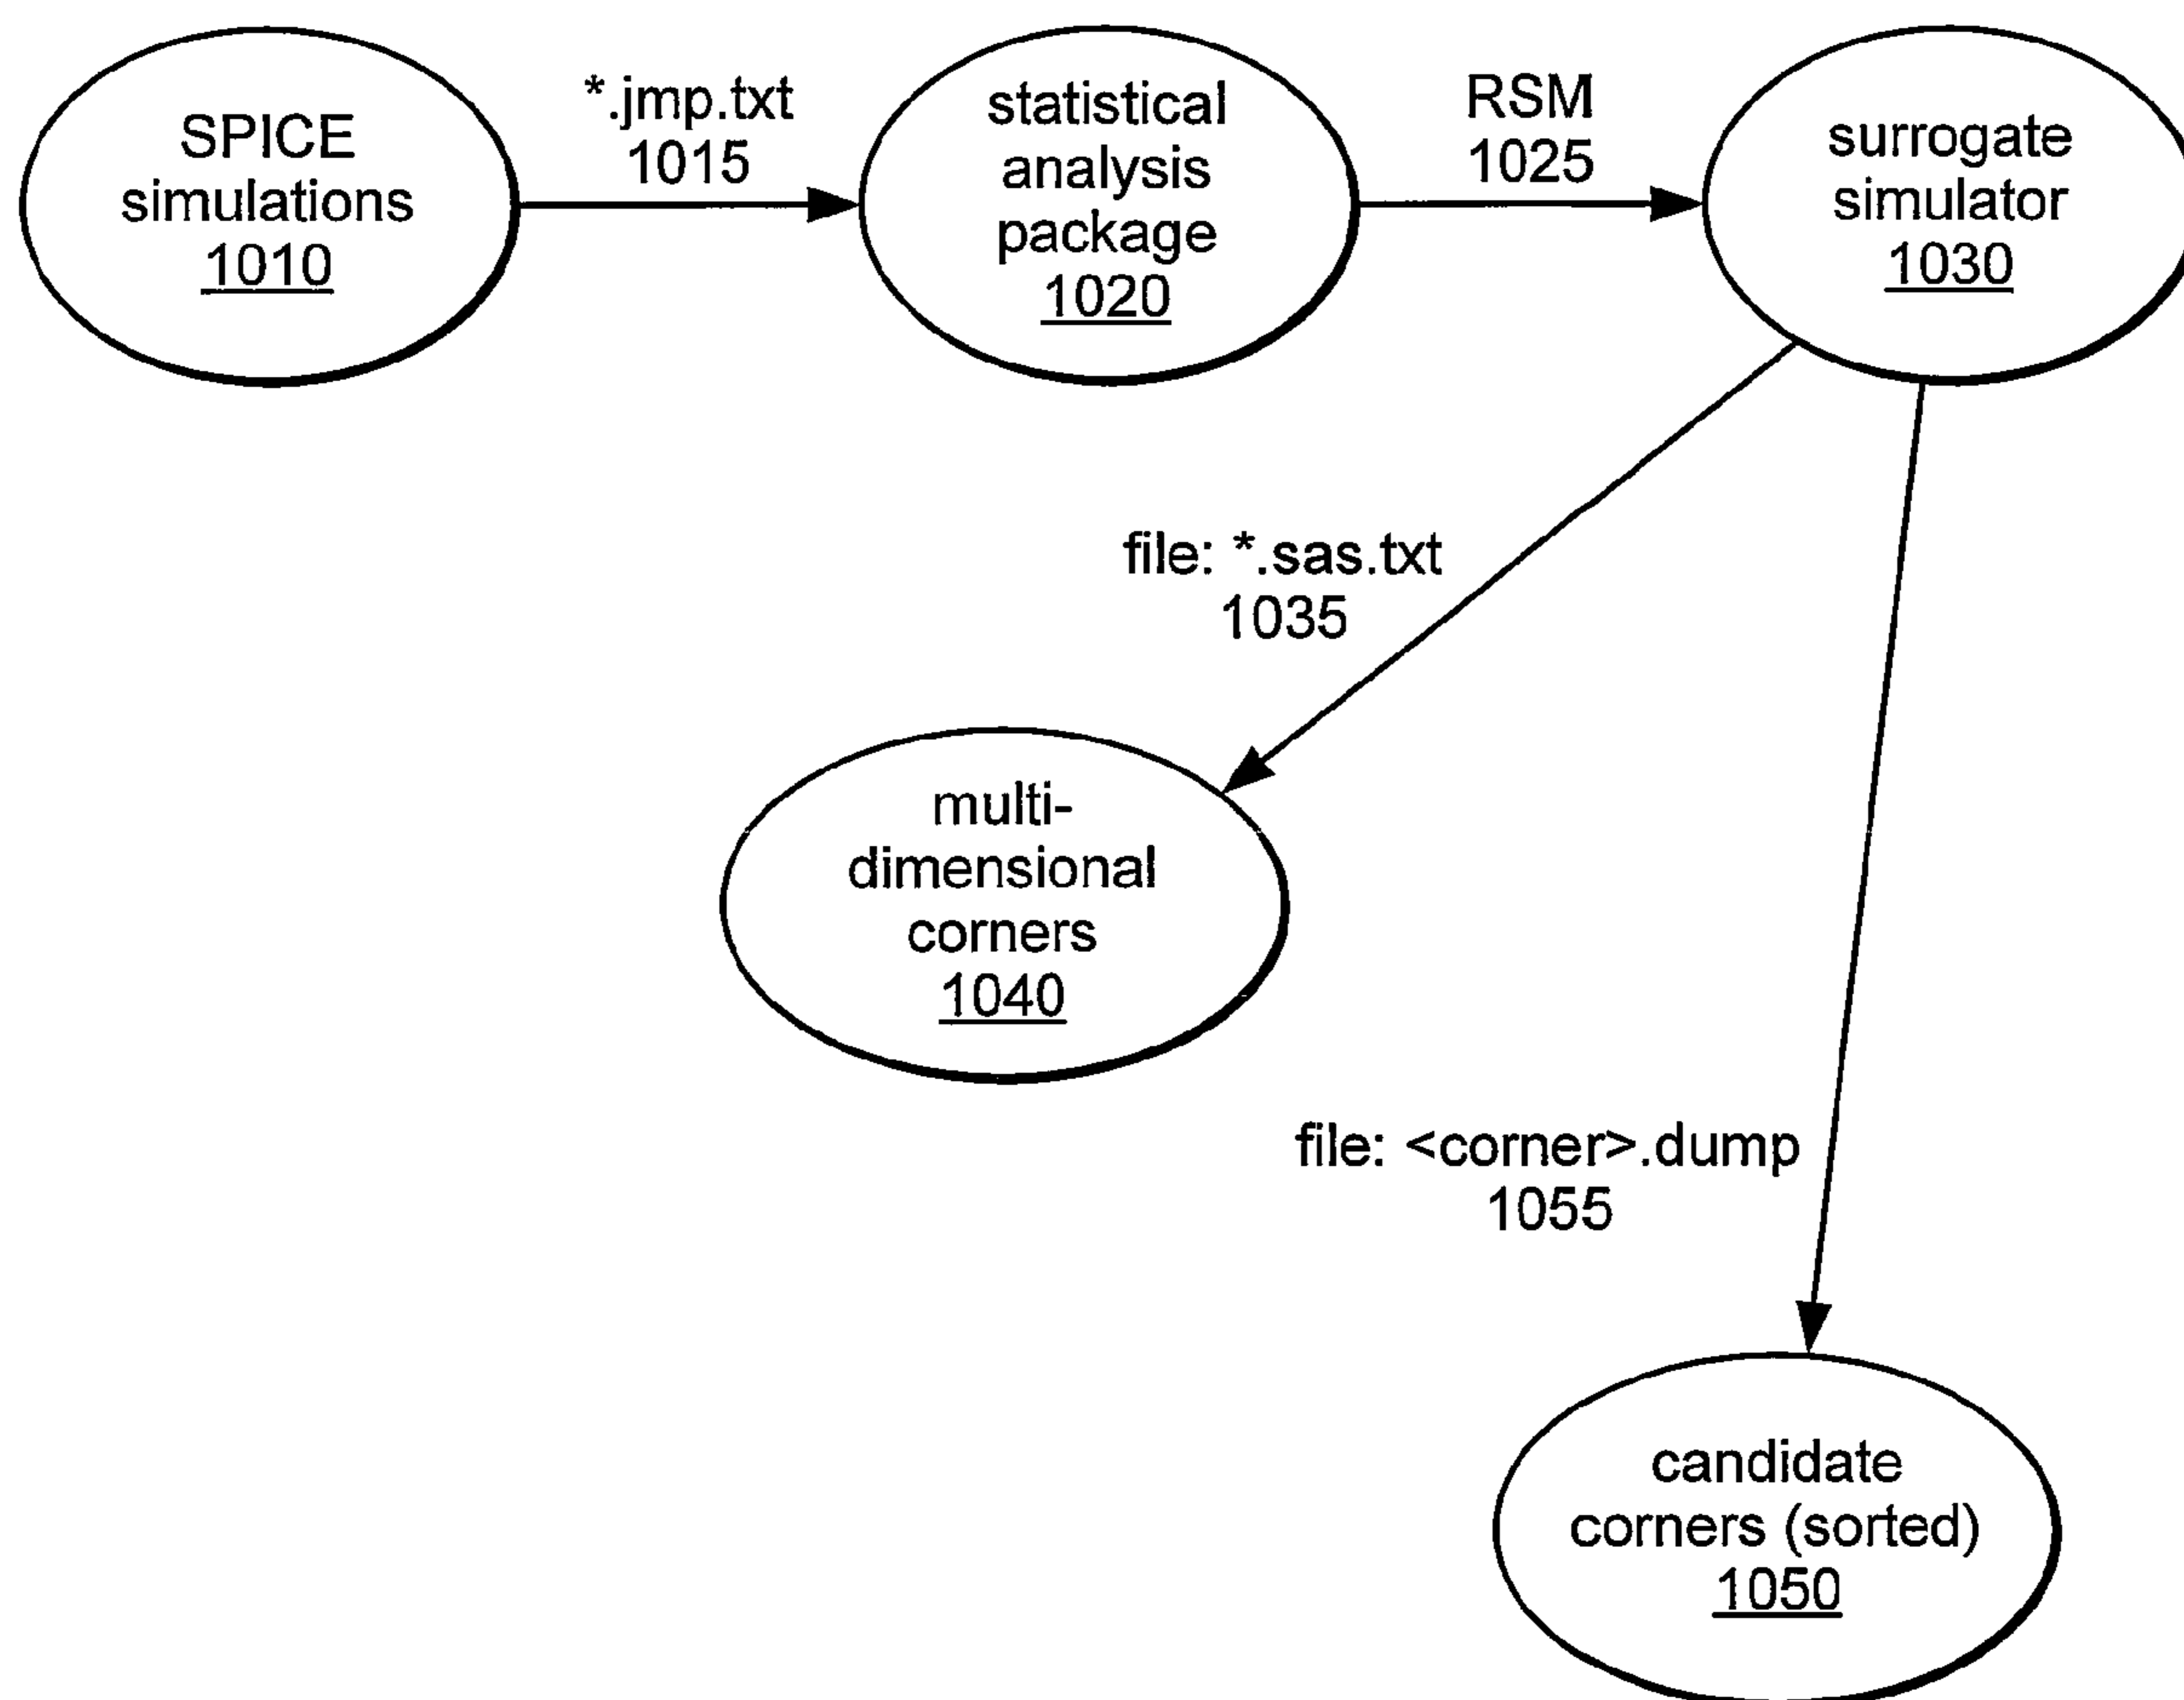 SPICE
simulations
1010
*.jmp.txt
1015
statistical
analysis
package
1020
RSM
1025
surrogate
simulator
1030
file: *.sas.txt
1035
multi-
dimensional
corners
1040
file: <corner>.dump
1055
candidate
corners (sorted)
1050